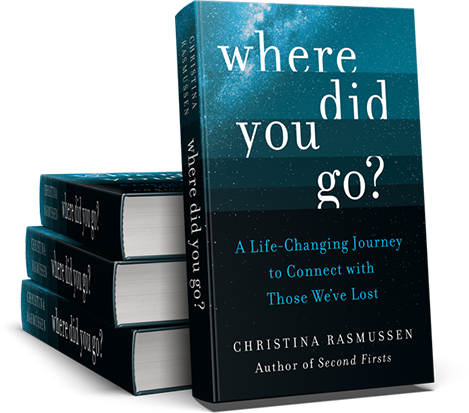 where
did
you
go?
A Life-Changing Journey
to Connect with
Those We've Lost
CHRISTINA RASMUSSEN
Author of Second Firsts
CHRISTINA
RASMUSSEN
where did you go?
CHRISTINA
RASMUSSEN
where did you go?
CHRISTINA
RASMUSSEN
where did you go?
CHRISTINA
RASMUSSEN
where did you go?